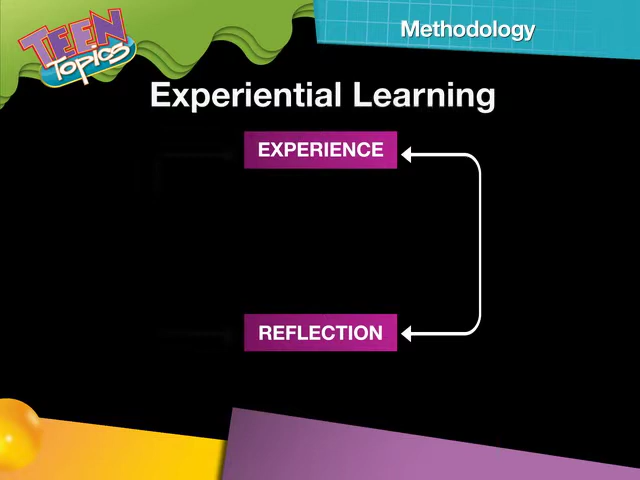 TEEN
Topics
Methodology
Experiential Learning
EXPERIENCE
REFLECTION